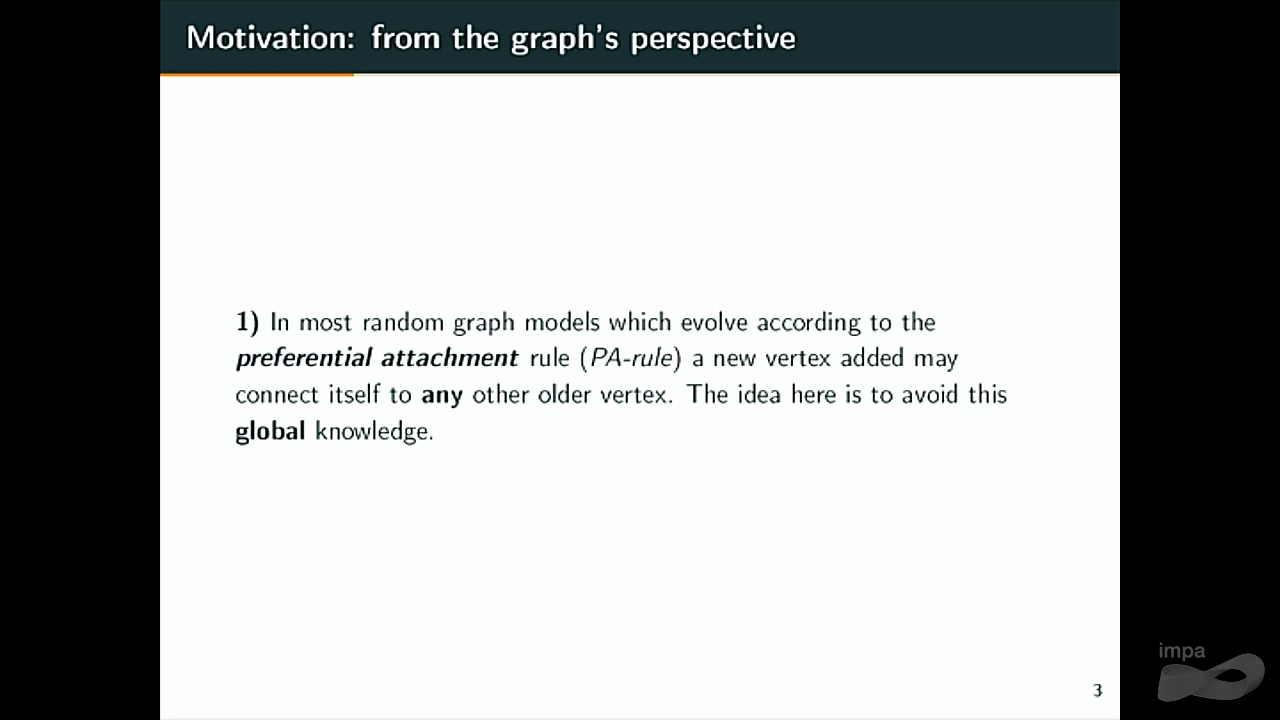 Motivation: from the graph's perspective
1) In most random graph models which evolve according to the
preferential attachment rule (PA-rule) a new vertex added may
connect itself to any other older vertex. The idea here is to avoid this
global knowledge.
impa
3